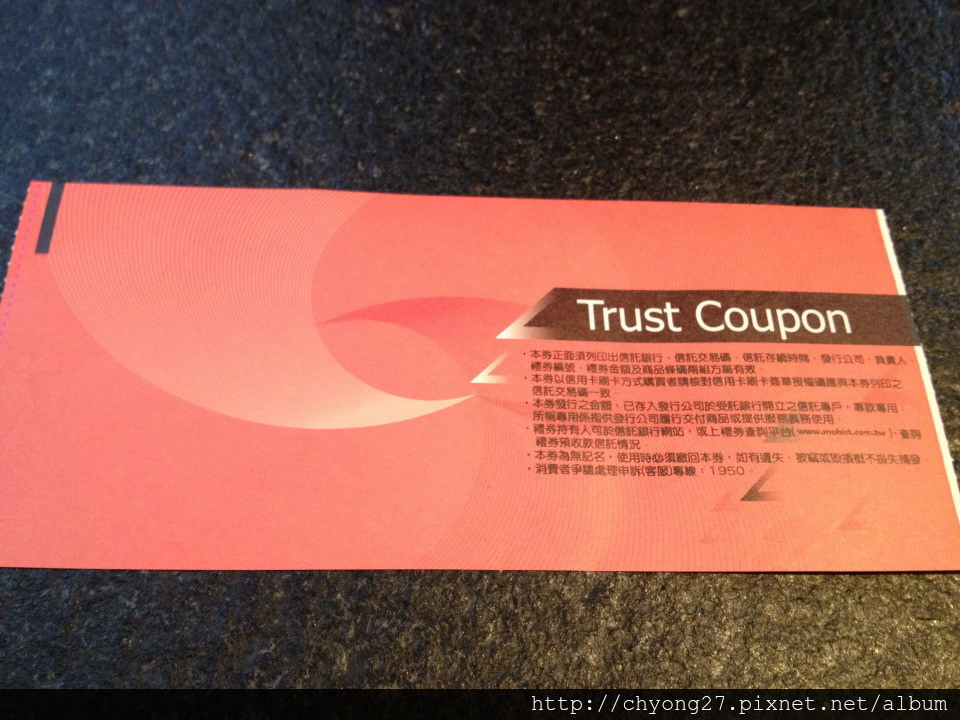 Trust Coupon
・本券正面須列印出信託銀行、信託交易碼、信託存續時間、發行公司、負責人、
禮券編號、禮券金額及商品條碼兩組方屬有效。
・本券以信用卡刷卡方式購買者請核對信用卡刷卡簽單授權碼應與本券列印之
信託交易碼一致。
・本券發行之金額，已存入發行公司於受託銀行開立之信託專戶，專款專用。
所稱專用係指供發行公司履行交付商品或提供服務義務使用。
・禮券持有人可於信託銀行網站，或上禮券查詢平台( www.mohist.com.tw )，查詢
禮券預收款信託情況。
・本券為無記名，使用時必須繳回本券，如有遺失、被竊或毀損恕不掛失補發
・消費者爭議處理申訴(客服)專線：1950。
http://chyong27.pixnet.net/album